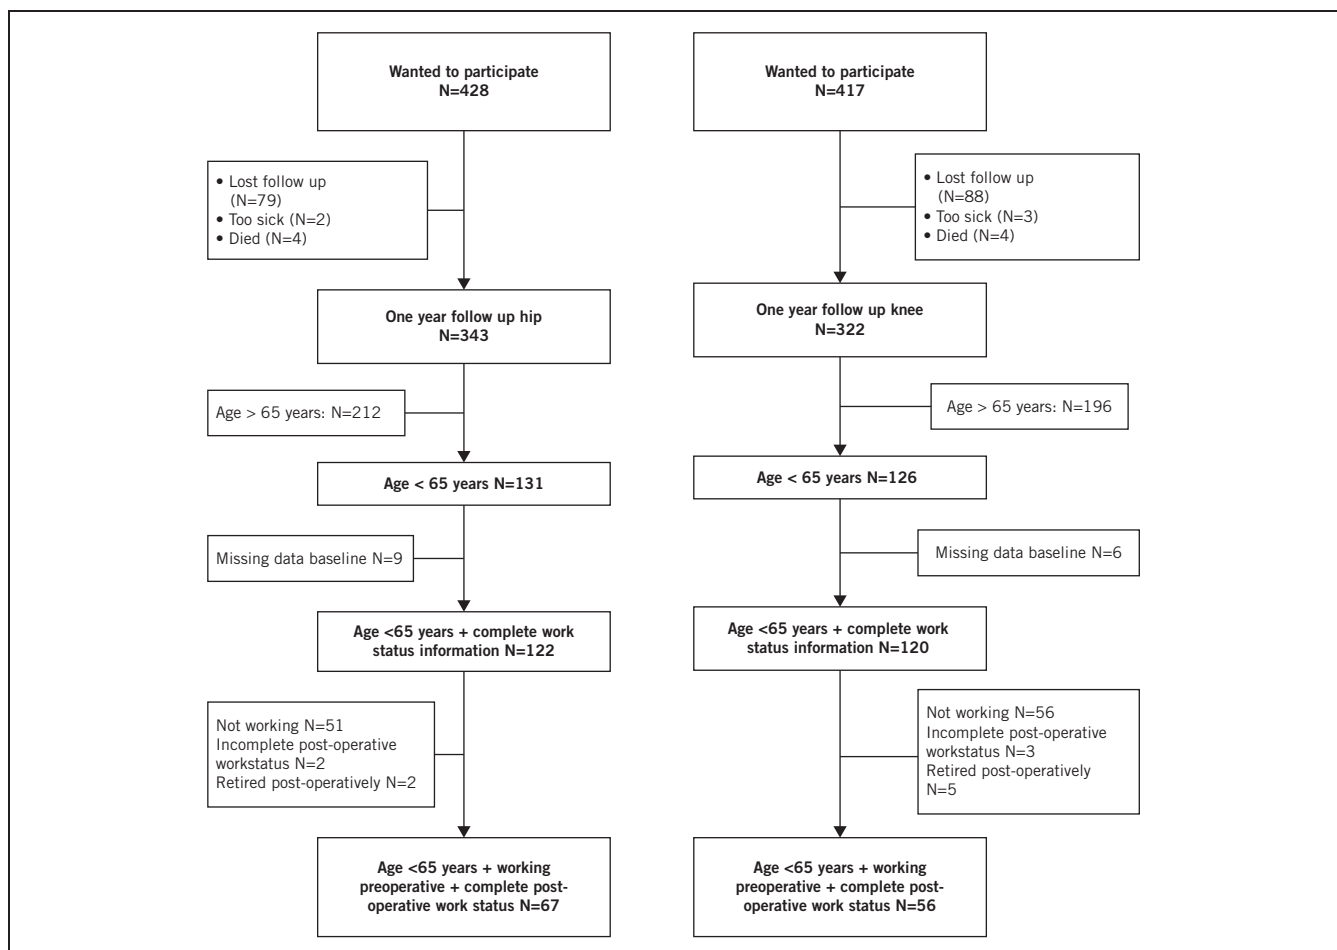 Wanted to participate
N=428
• Lost follow up
(N=79)
• Too sick (N=2)
• Died (N=4)
One year follow up hip
N=343
Age > 65 years: N=212
Age < 65 years N=131
Missing data baseline N=9
Age <65 years + complete work
status information N=122
Not working N=51
Incomplete post-operative
workstatus N=2
Retired post-operatively N=2
Age <65 years + working
preoperative + complete post-
operative work status N=67
Wanted to participate
N=417
• Lost follow up
(N=88)
• Too sick (N=3)
• Died (N=4)
One year follow up knee
N=322
Age > 65 years: N=196
Age < 65 years N=126
Missing data baseline N=6
Age <65 years + complete work
status information N=120
Not working N=56
Incomplete post-operative
workstatus N=3
Retired post-operatively
N=5
Age <65 years + working
preoperative + complete post-
operative work status N=56